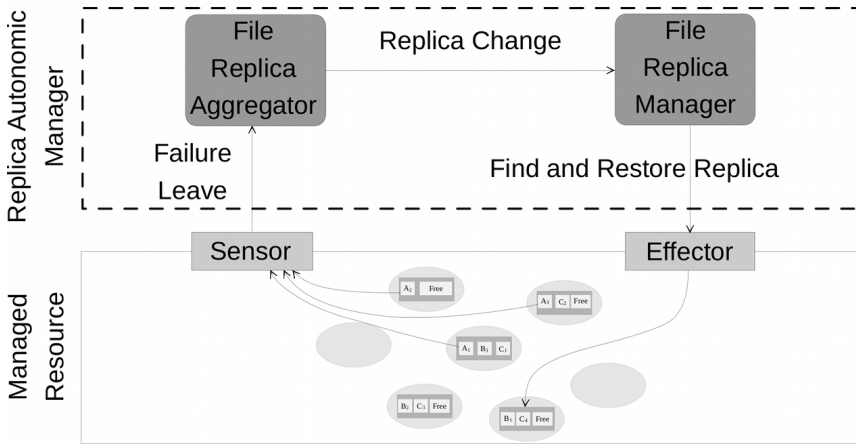 Replica Autonomic
Manager
File
Replica
Aggregator
Replica Change
File
Replica
Manager
Failure
Leave
Find and Restore Replica
Sensor
Effector
Managed
Resource
A2 Free
A3 C2 Free
A1 B3 C1
B2 C3 Free
B1 C4 Free